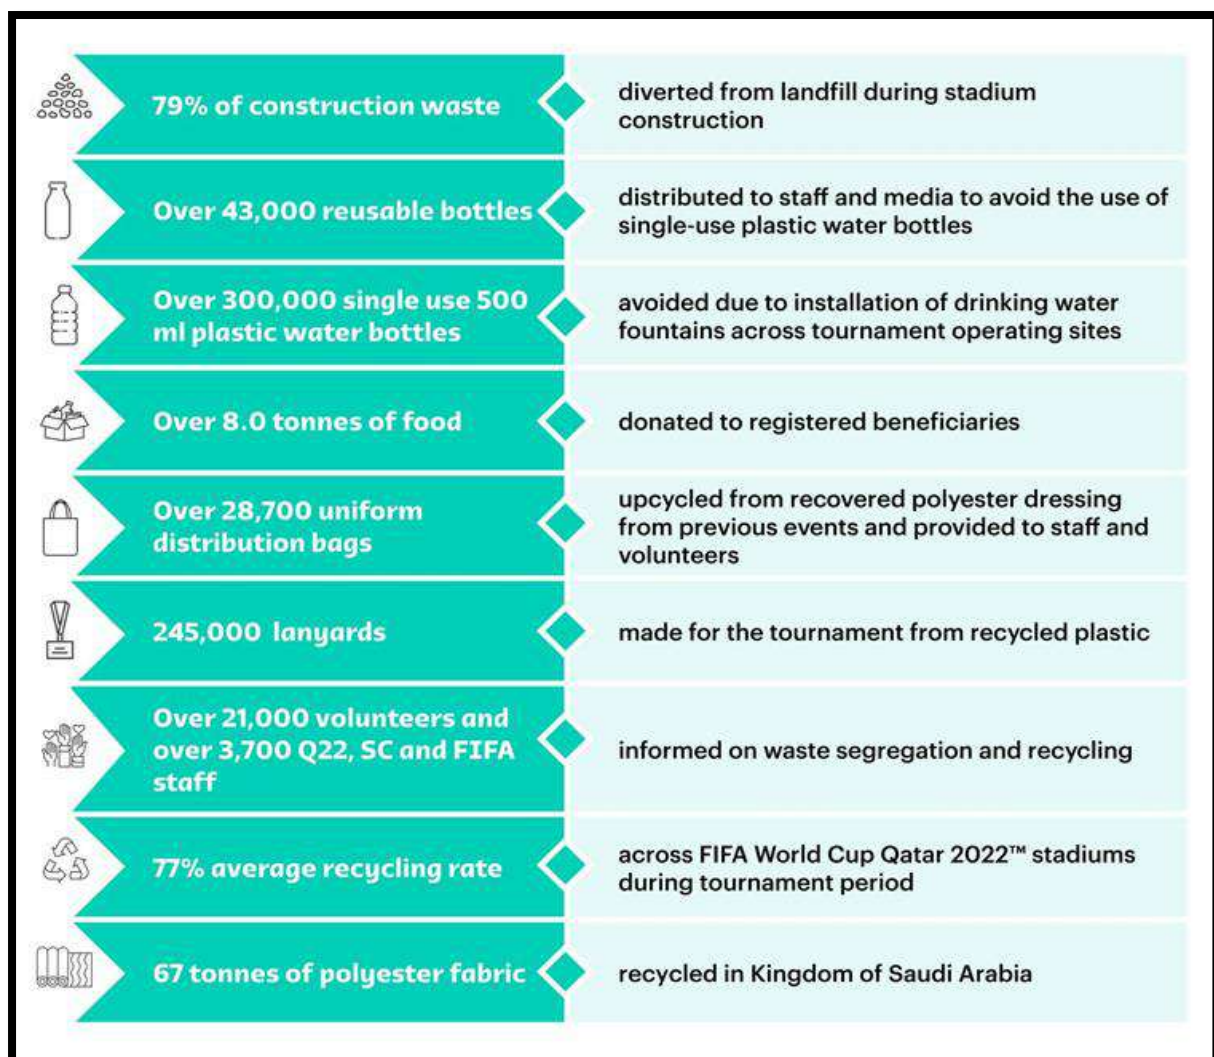 79% of construction waste
diverted from landfill during stadium
construction
Over 43,000 reusable bottles
distributed to staff and media to avoid the use of
single-use plastic water bottles
Over 300,000 single use 500
ml plastic water bottles
avoided due to installation of drinking water
fountains across tournament operating sites
Over 8.0 tonnes of food
donated to registered beneficiaries
Over 28,700 uniform
distribution bags
upcycled from recovered polyester dressing
from previous events and provided to staff and
volunteers
245,000 lanyards
made for the tournament from recycled plastic
Over 21,000 volunteers and
over 3,700 Q22, SC and FIFA
staff
informed on waste segregation and recycling
77% average recycling rate
across FIFA World Cup Qatar 2022™ stadiums
during tournament period
67 tonnes of polyester fabric
recycled in Kingdom of Saudi Arabia